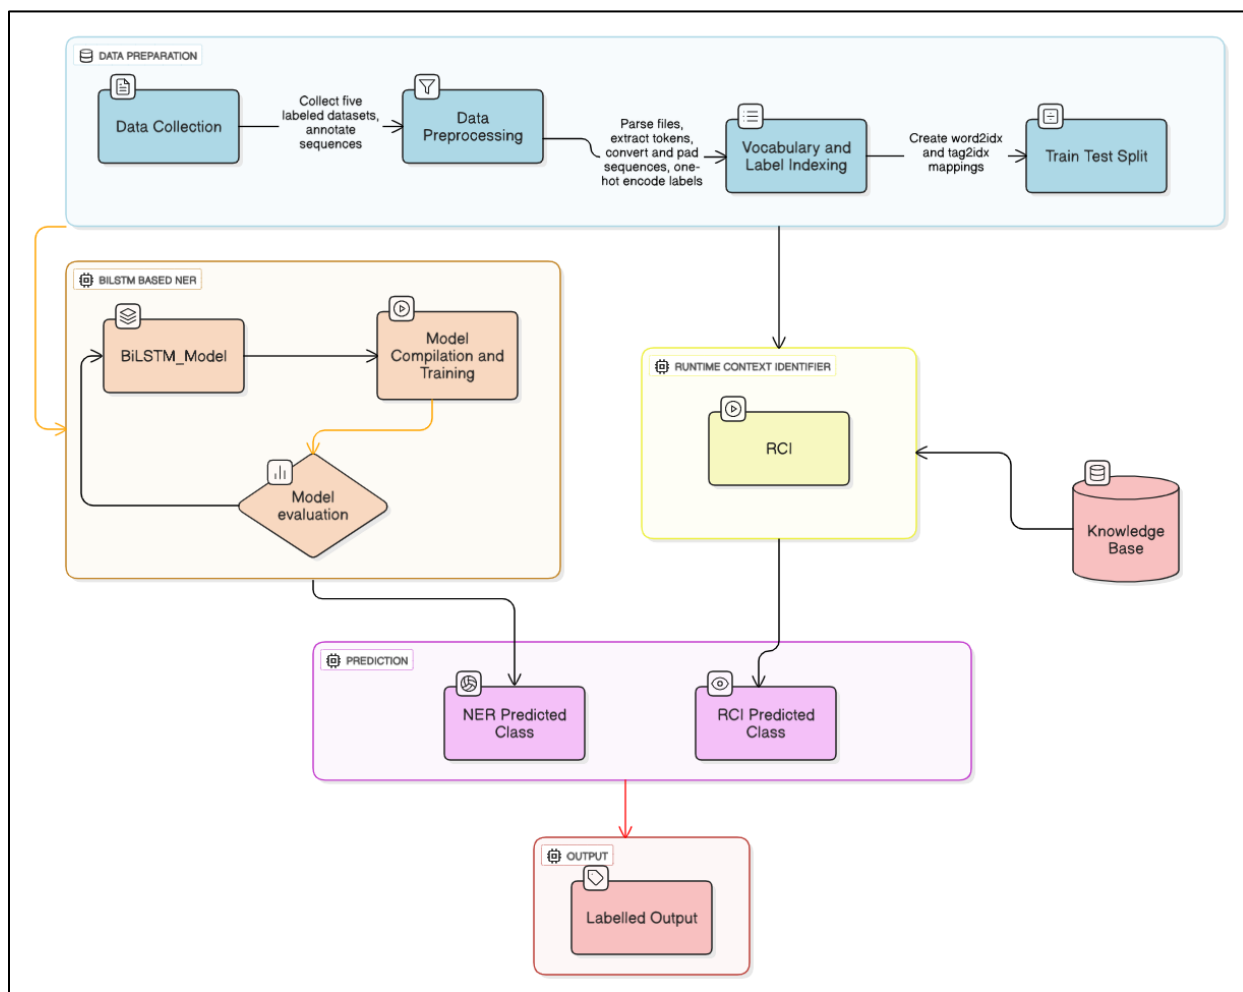 DATA PREPARATION
Data Collection
Collect five
labeled datasets,
annotate
sequences
Data
Preprocessing
Parse files,
extract tokens,
convert and pad
sequences, one-
hot encode labels
Vocabulary and
Label Indexing
Create word2idx
and tag2idx
mappings
Train Test Split
BILSTM BASED NER
BiLSTM_Model
Model
Compilation and
Training
Model
evaluation
RUNTIME CONTEXT IDENTIFIER
RCI
Knowledge
Base
PREDICTION
NER Predicted
Class
RCI Predicted
Class
OUTPUT
Labelled Output